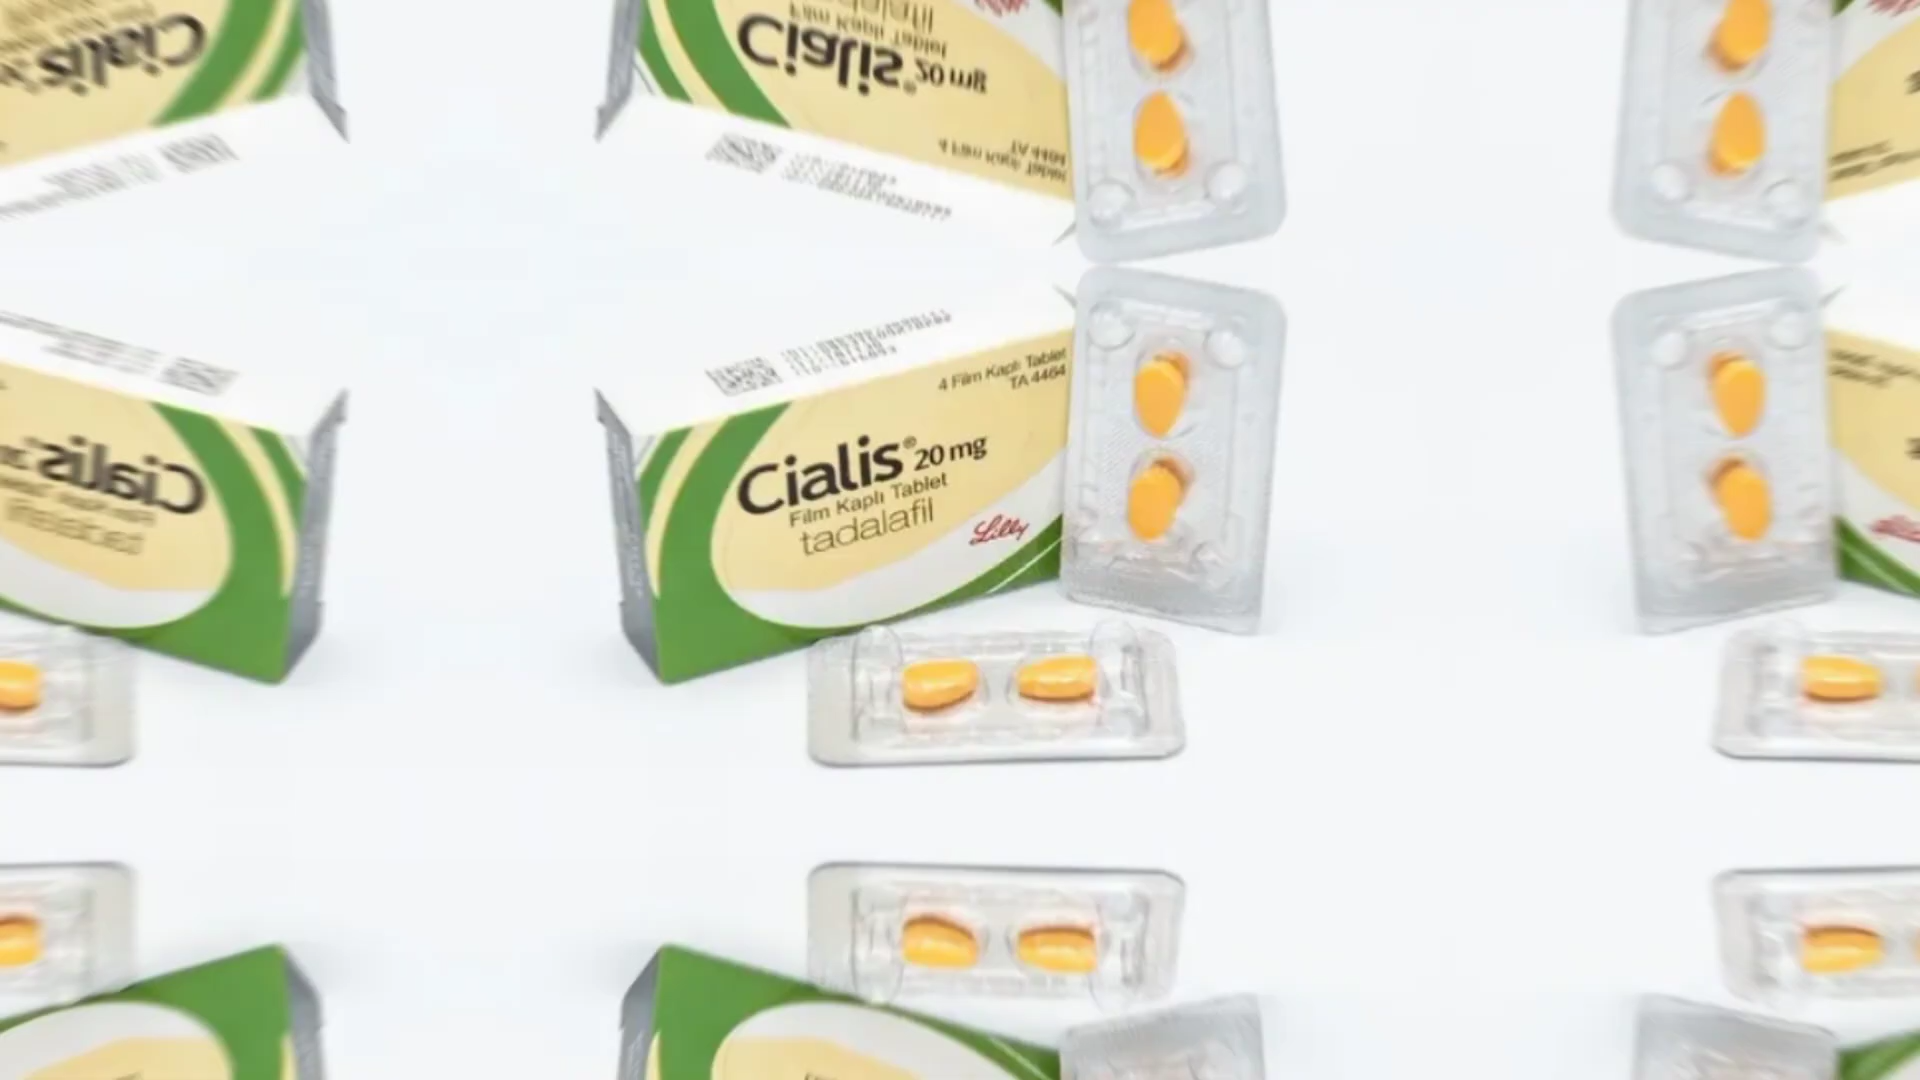 4 Film Kaplı Tablet
TA 4464
Cialis® 20 mg
Film Kaplı Tablet
tadalafil
Lilly